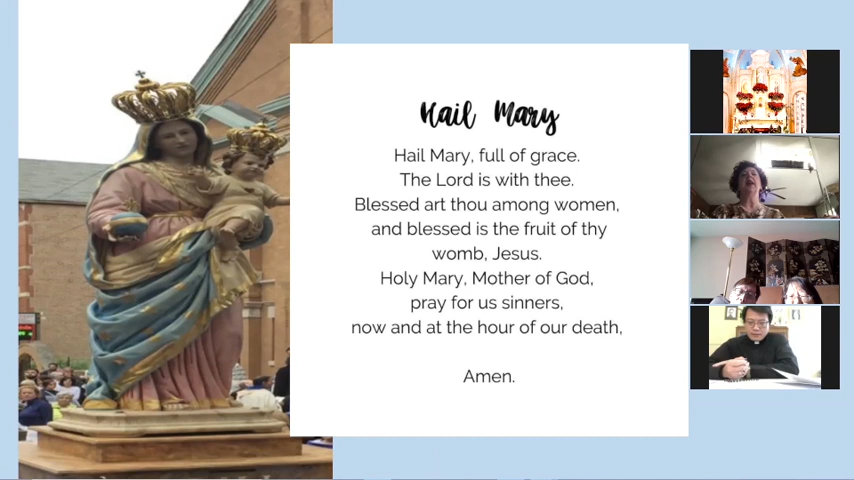 Hail Mary
Hail Mary, full of grace.
The Lord is with thee.
Blessed art thou among women,
and blessed is the fruit of thy
womb, Jesus.
Holy Mary, Mother of God,
pray for us sinners,
now and at the hour of our death,
Amen.